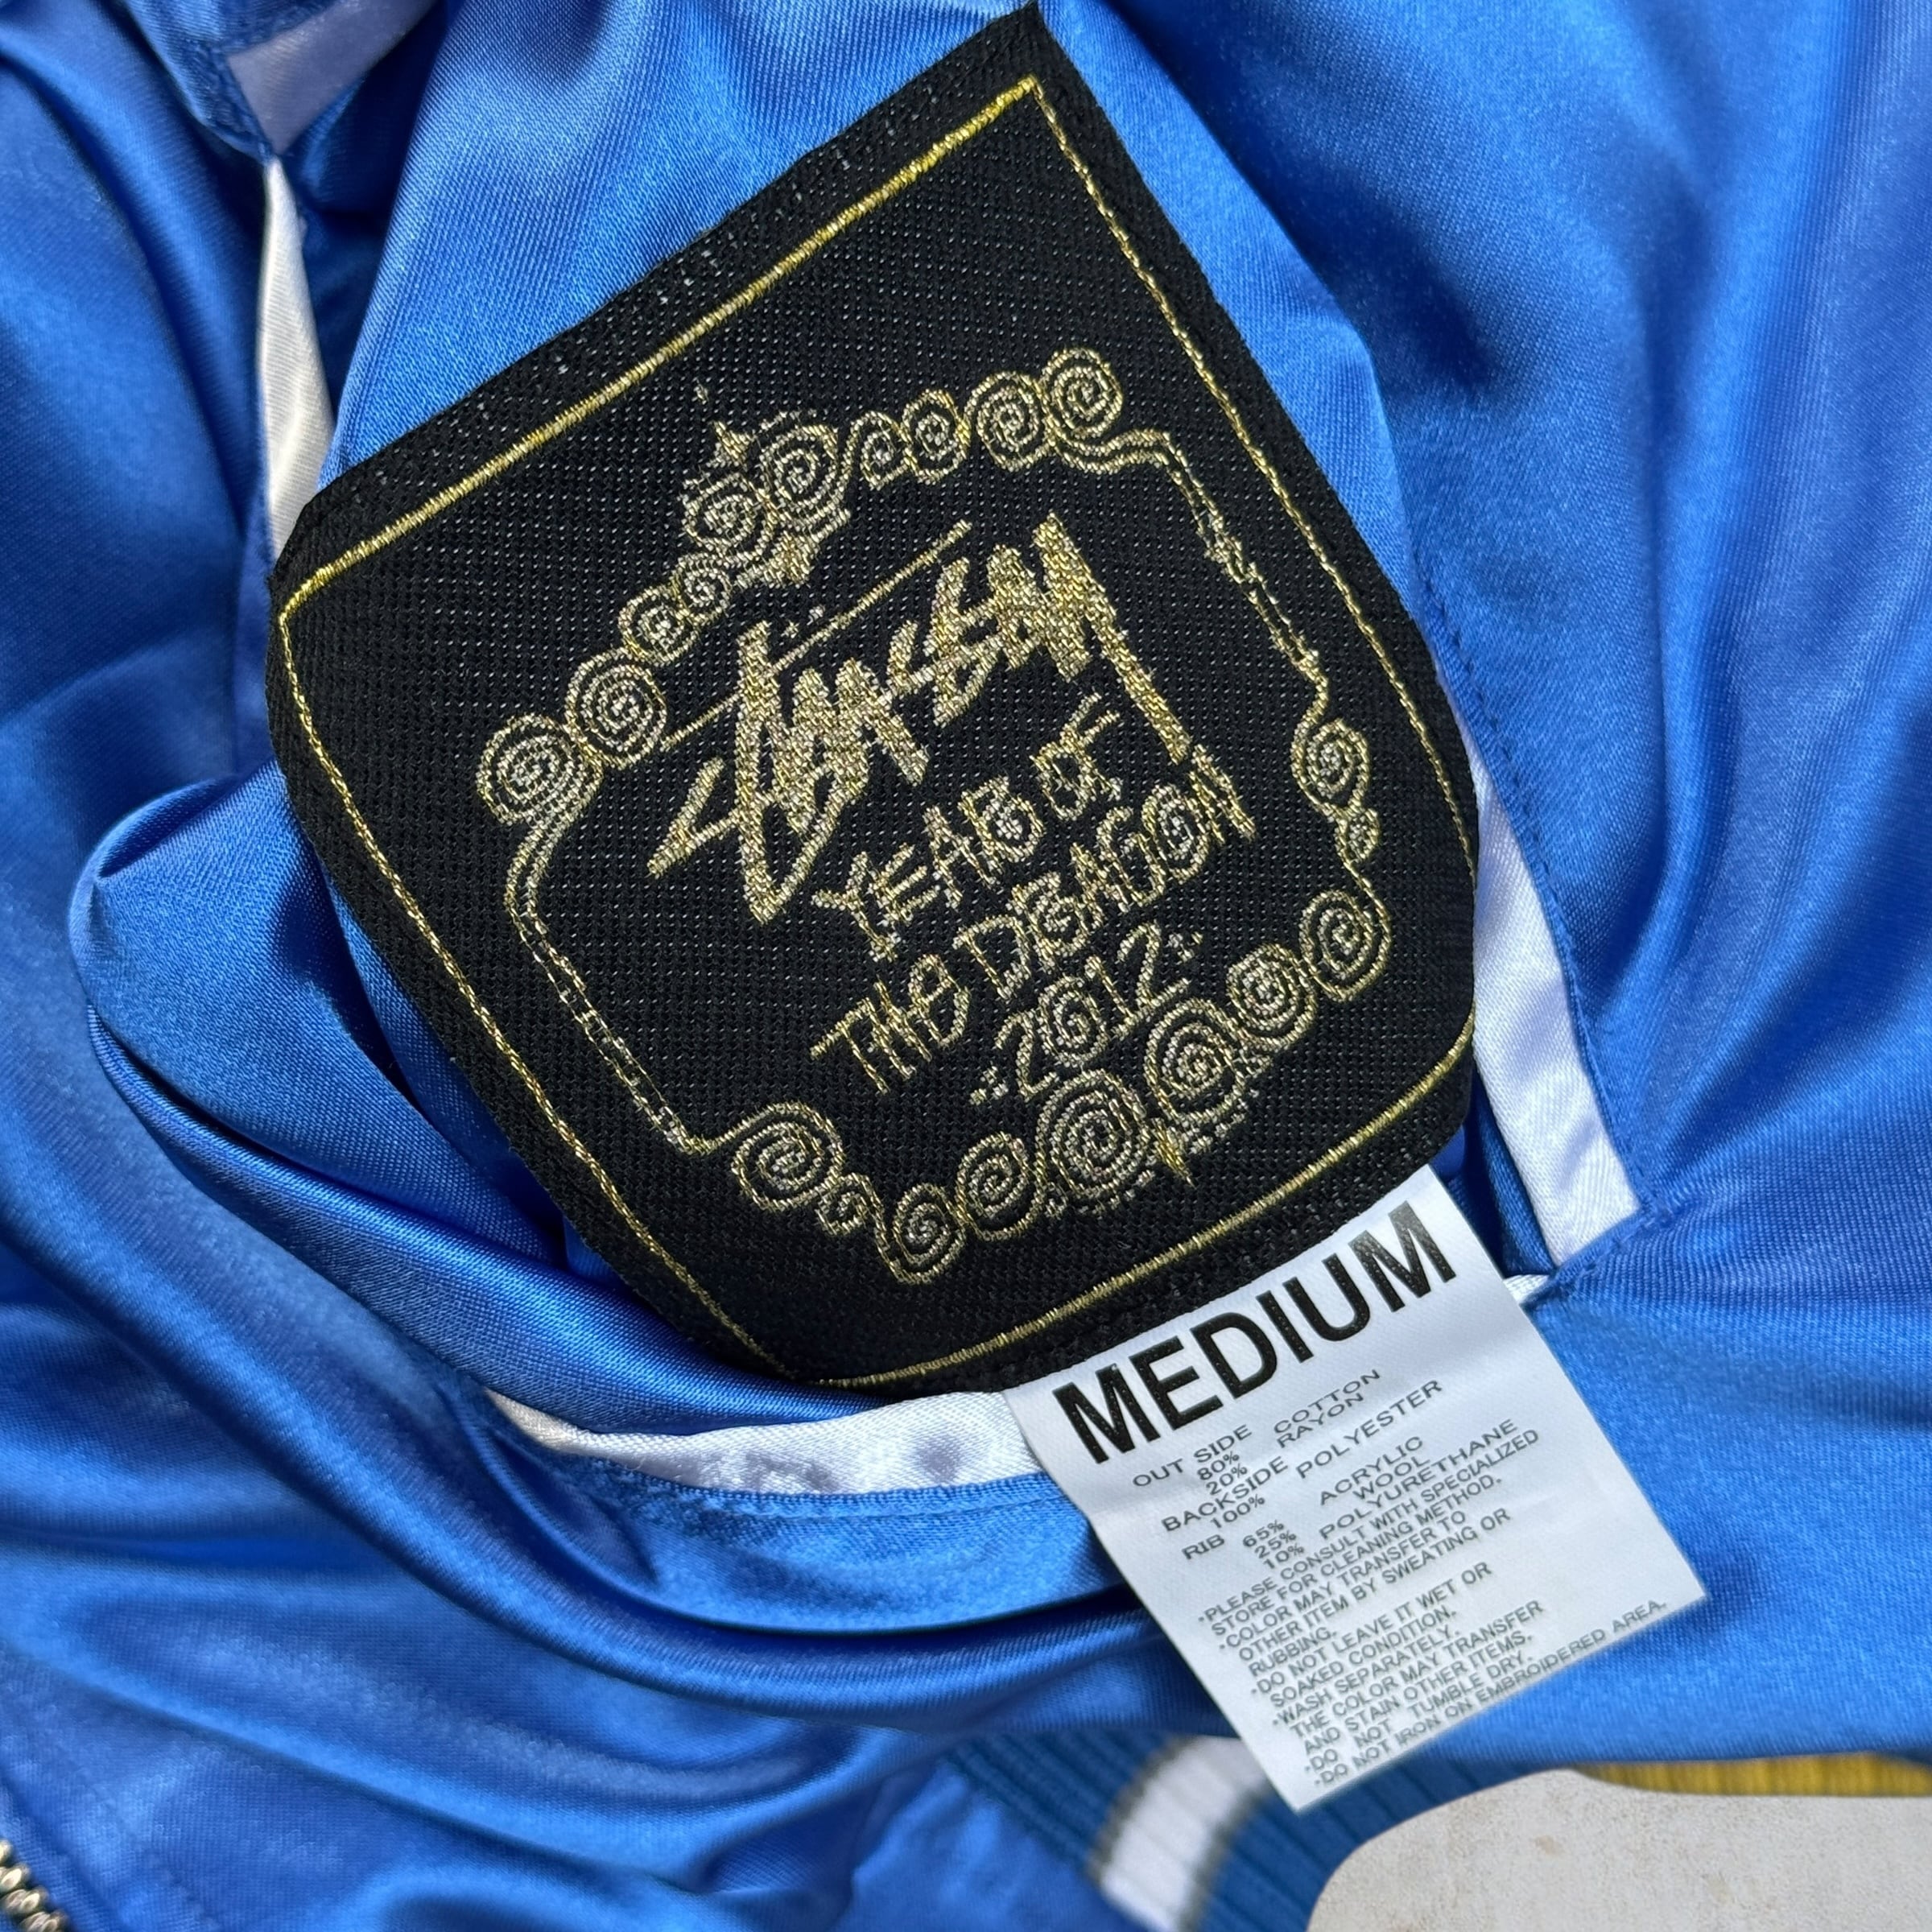 STÜSSY
YEAR OF
THE DRAGON
2012
MEDIUM
OUT SIDE COTTON
80% RAYON
20%
BACKSIDE POLYESTER
100%
RIB ACRYLIC
65% WOOL
25% POLYURETHANE
10%
·PLEASE CONSULT WITH SPECIALIZED
STORE FOR CLEANING METHOD.
·COLOR MAY TRANSFER TO
OTHER ITEM BY SWEATING OR
RUBBING.
·DO NOT LEAVE IT WET OR
SOAKED CONDITION.
·WASH SEPARATELY.
THE COLOR MAY TRANSFER
AND STAIN OTHER ITEMS.
·DO NOT TUMBLE DRY.
·DO NOT IRON ON EMBROIDERED AREA.